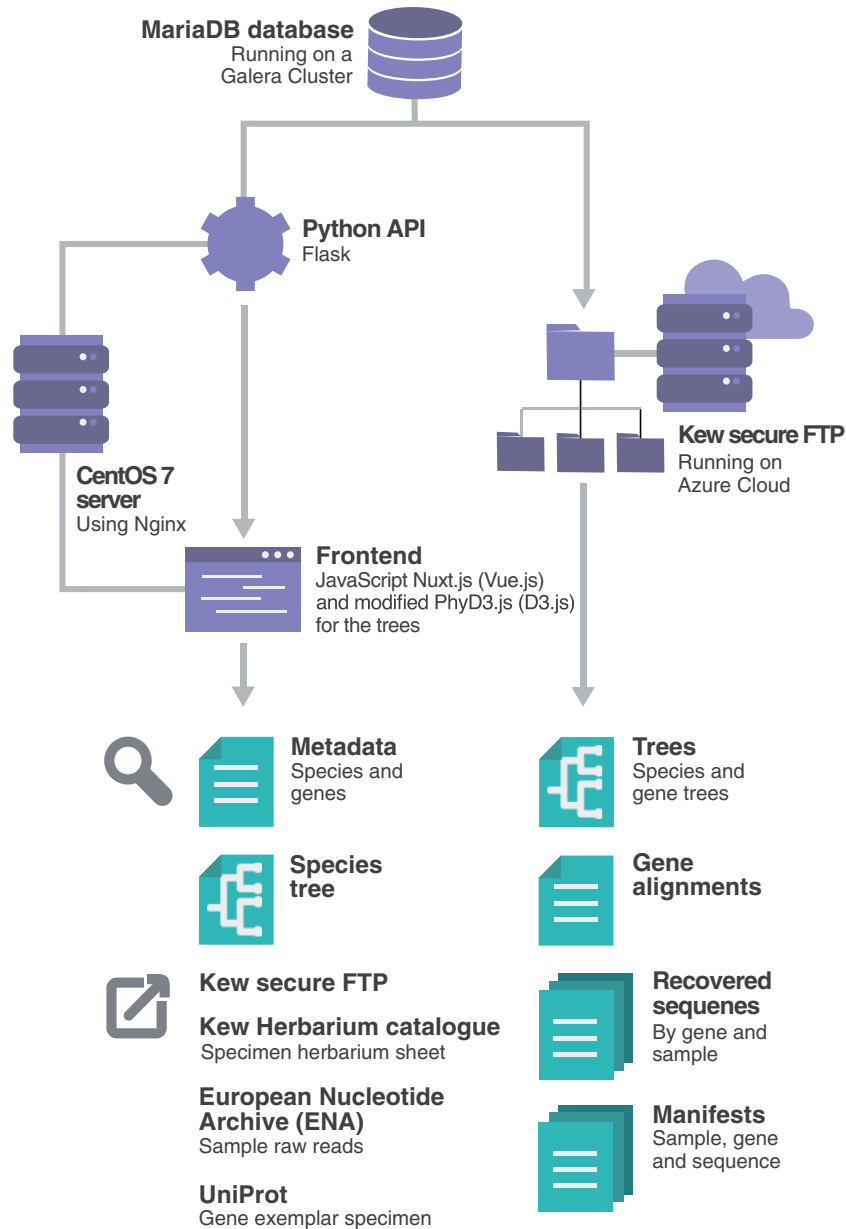 MariaDB database
Running on a
Galera Cluster
Python API
Flask
Kew secure FTP
Running on
Azure Cloud
CentOS 7
server
Using Nginx
Frontend
JavaScript Nuxt.js (Vue.js)
and modified PhyD3.js (D3.js)
for the trees
Metadata
Species and
genes
Species
tree
Kew secure FTP
Kew Herbarium catalogue
Specimen herbarium sheet
European Nucleotide
Archive (ENA)
Sample raw reads
UniProt
Gene exemplar specimen
Trees
Species and
gene trees
Gene
alignments
Recovered
sequenes
By gene and
sample
Manifests
Sample, gene
and sequence